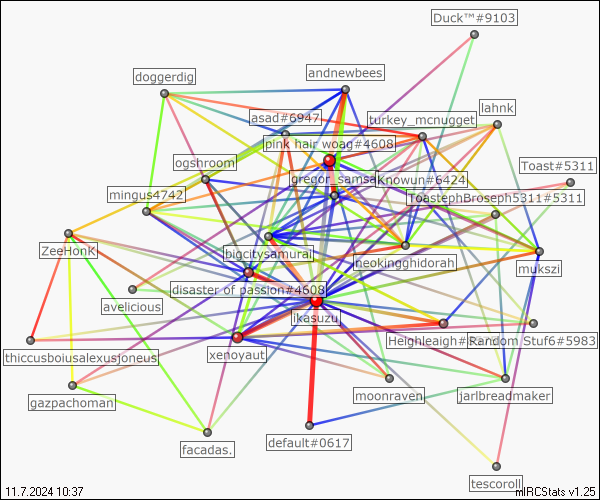 Duck™#9103
doggerdig
andnewbees
lahnk
asad#6947
turkey_mcnugget
pink hair woag#4608
ogshroom
Toast#5311
gregor_samsa
Knowun#6424
mingus4742
ToastephBroseph5311#5311
ZeeHonK
bigcitysamurai
neokingghidorah
mukszi
disaster of passion#4608
avelicious
ikasuzu
Heighleaigh#
Random Stuf6#5983
thiccusboiusalexusjoneus
xenoyaut
moonraven
jarlbreadmaker
gazpachoman
default#0617
facadas.
tescoroll
11.7.2024 10:37
mIRCStats v1.25